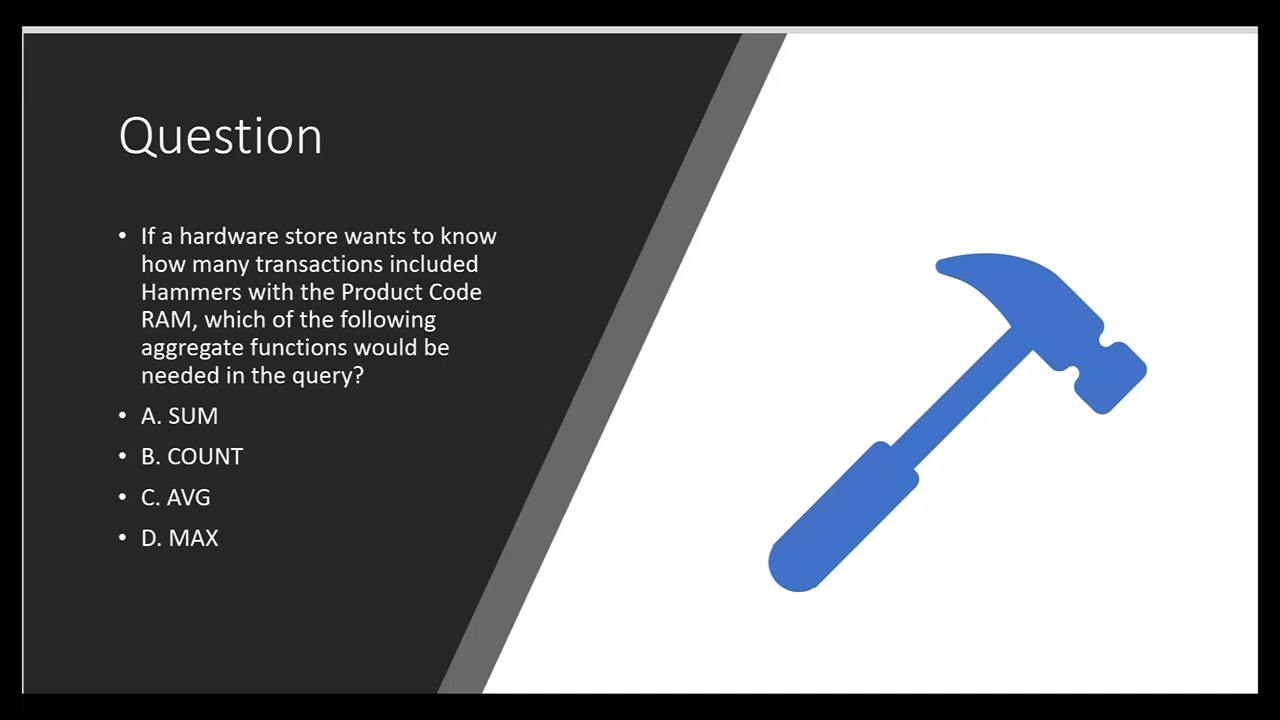 Question
• If a hardware store wants to know
how many transactions included
Hammers with the Product Code
RAM, which of the following
aggregate functions would be
needed in the query?
• A. SUM
• B. COUNT
• C. AVG
• D. MAX